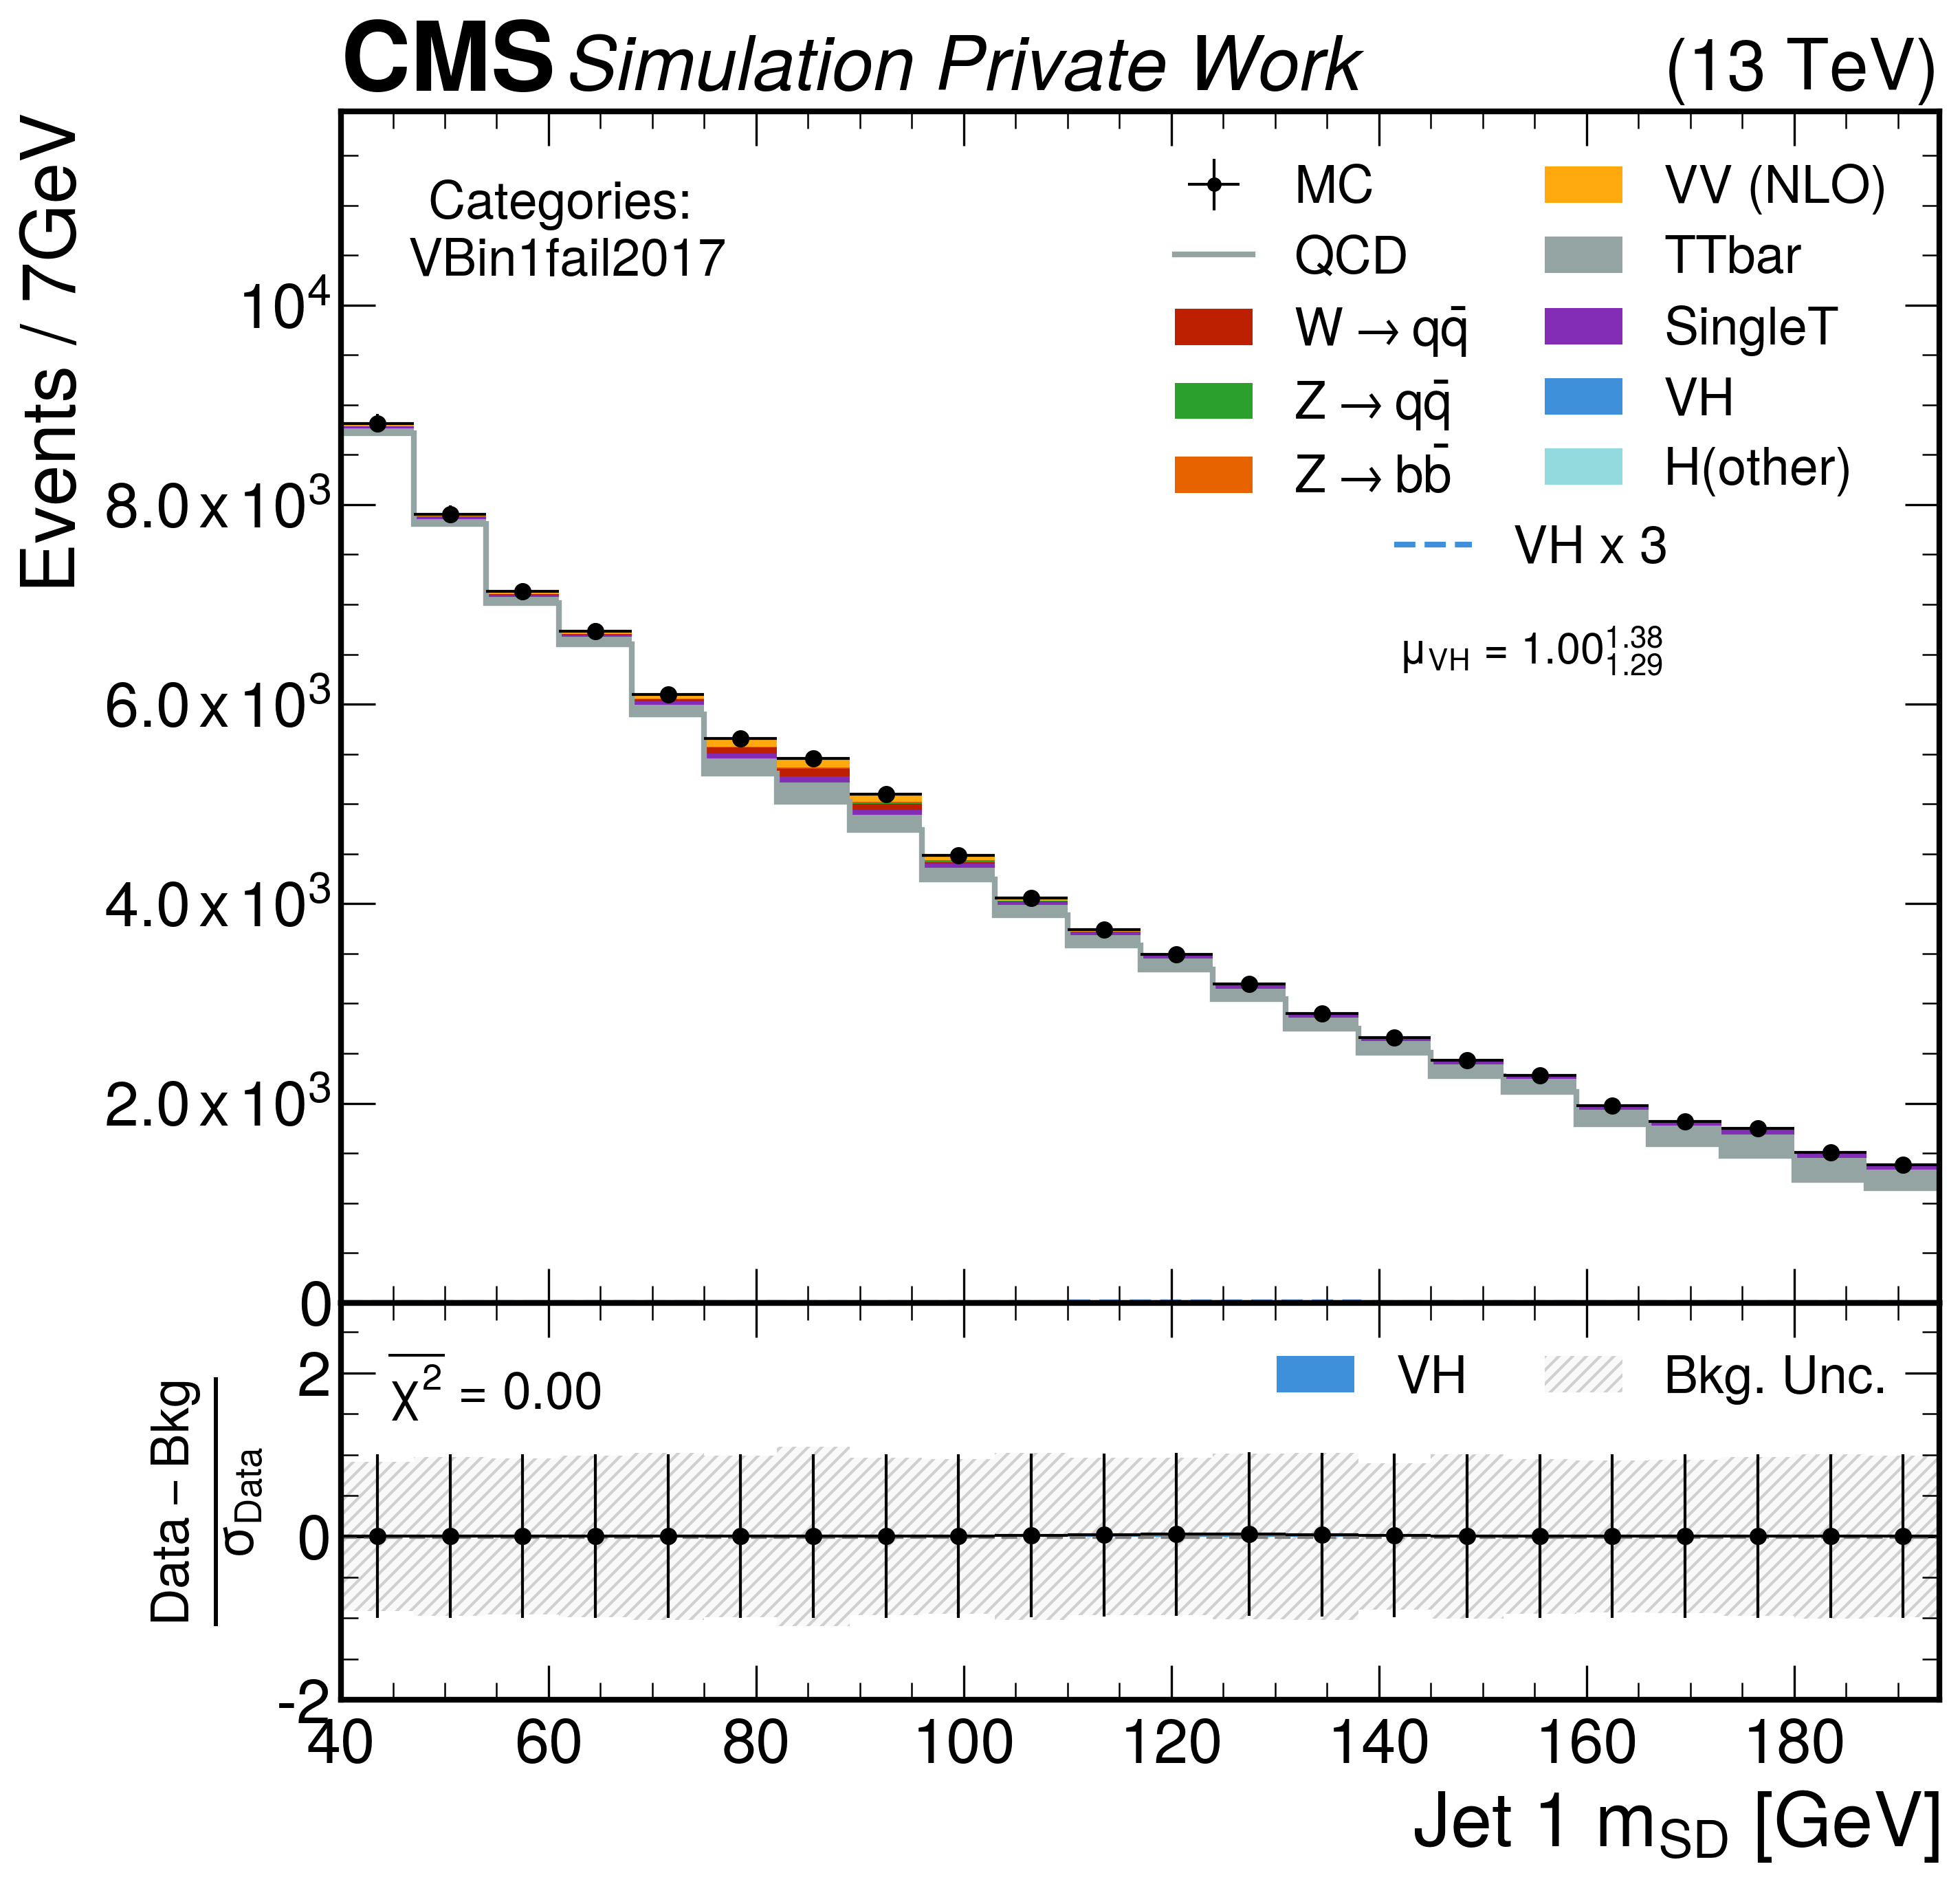 CMS Simulation Private Work (13 TeV)
Events / 7GeV
Categories:
VBin1fail2017
MC
QCD
W → qq̄
Z → qq̄
Z → bb̄
VV (NLO)
TTbar
SingleT
VH
H(other)
VH x 3
μ_VH = 1.00^1.38_1.29
10^4
8.0 x 10^3
6.0 x 10^3
4.0 x 10^3
2.0 x 10^3
0
Data − Bkg
σ_Data
2
0
-2
χ̅²̅ = 0.00
VH
Bkg. Unc.
40 60 80 100 120 140 160 180
Jet 1 m_SD [GeV]